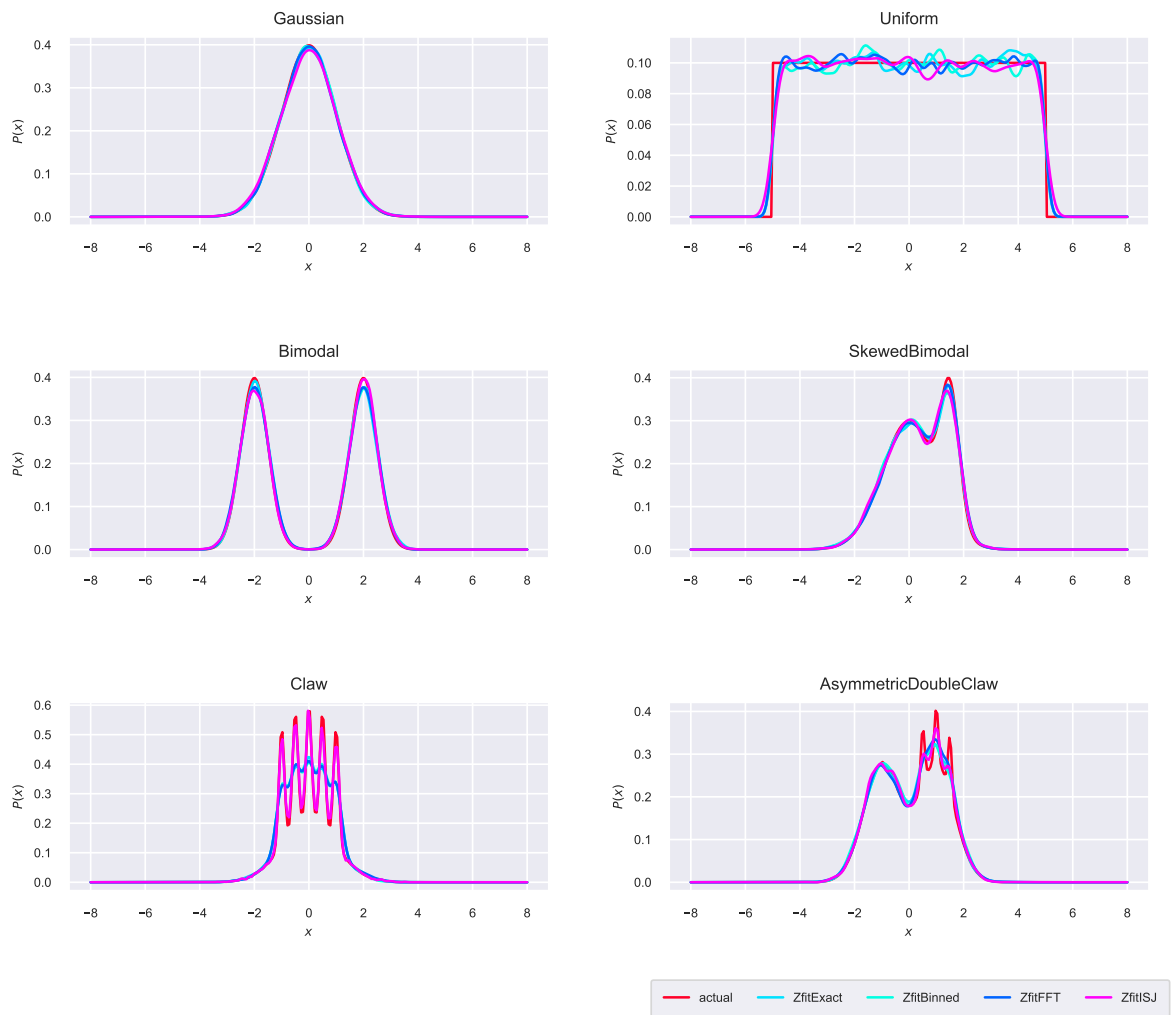 Gaussian
0.4
0.3
0.2
0.1
0.0
P(x)
−8 −6 −4 −2 0 2 4 6 8
x
Uniform
0.10
0.08
0.06
0.04
0.02
0.00
P(x)
−8 −6 −4 −2 0 2 4 6 8
x
Bimodal
0.4
0.3
0.2
0.1
0.0
P(x)
−8 −6 −4 −2 0 2 4 6 8
x
SkewedBimodal
0.4
0.3
0.2
0.1
0.0
P(x)
−8 −6 −4 −2 0 2 4 6 8
x
Claw
0.6
0.5
0.4
0.3
0.2
0.1
0.0
P(x)
−8 −6 −4 −2 0 2 4 6 8
x
AsymmetricDoubleClaw
0.4
0.3
0.2
0.1
0.0
P(x)
−8 −6 −4 −2 0 2 4 6 8
x
actual ZfitExact ZfitBinned ZfitFFT ZfitISJ